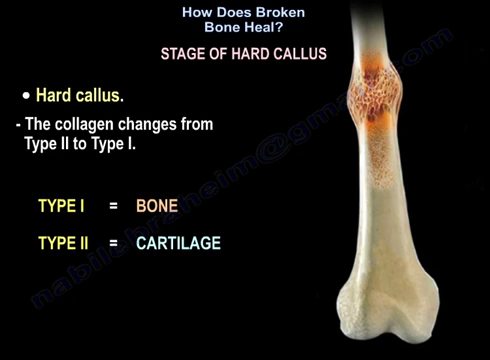 How Does Broken
Bone Heal?
STAGE OF HARD CALLUS
• Hard callus.
- The collagen changes from
Type II to Type I.
TYPE I = BONE
TYPE II = CARTILAGE